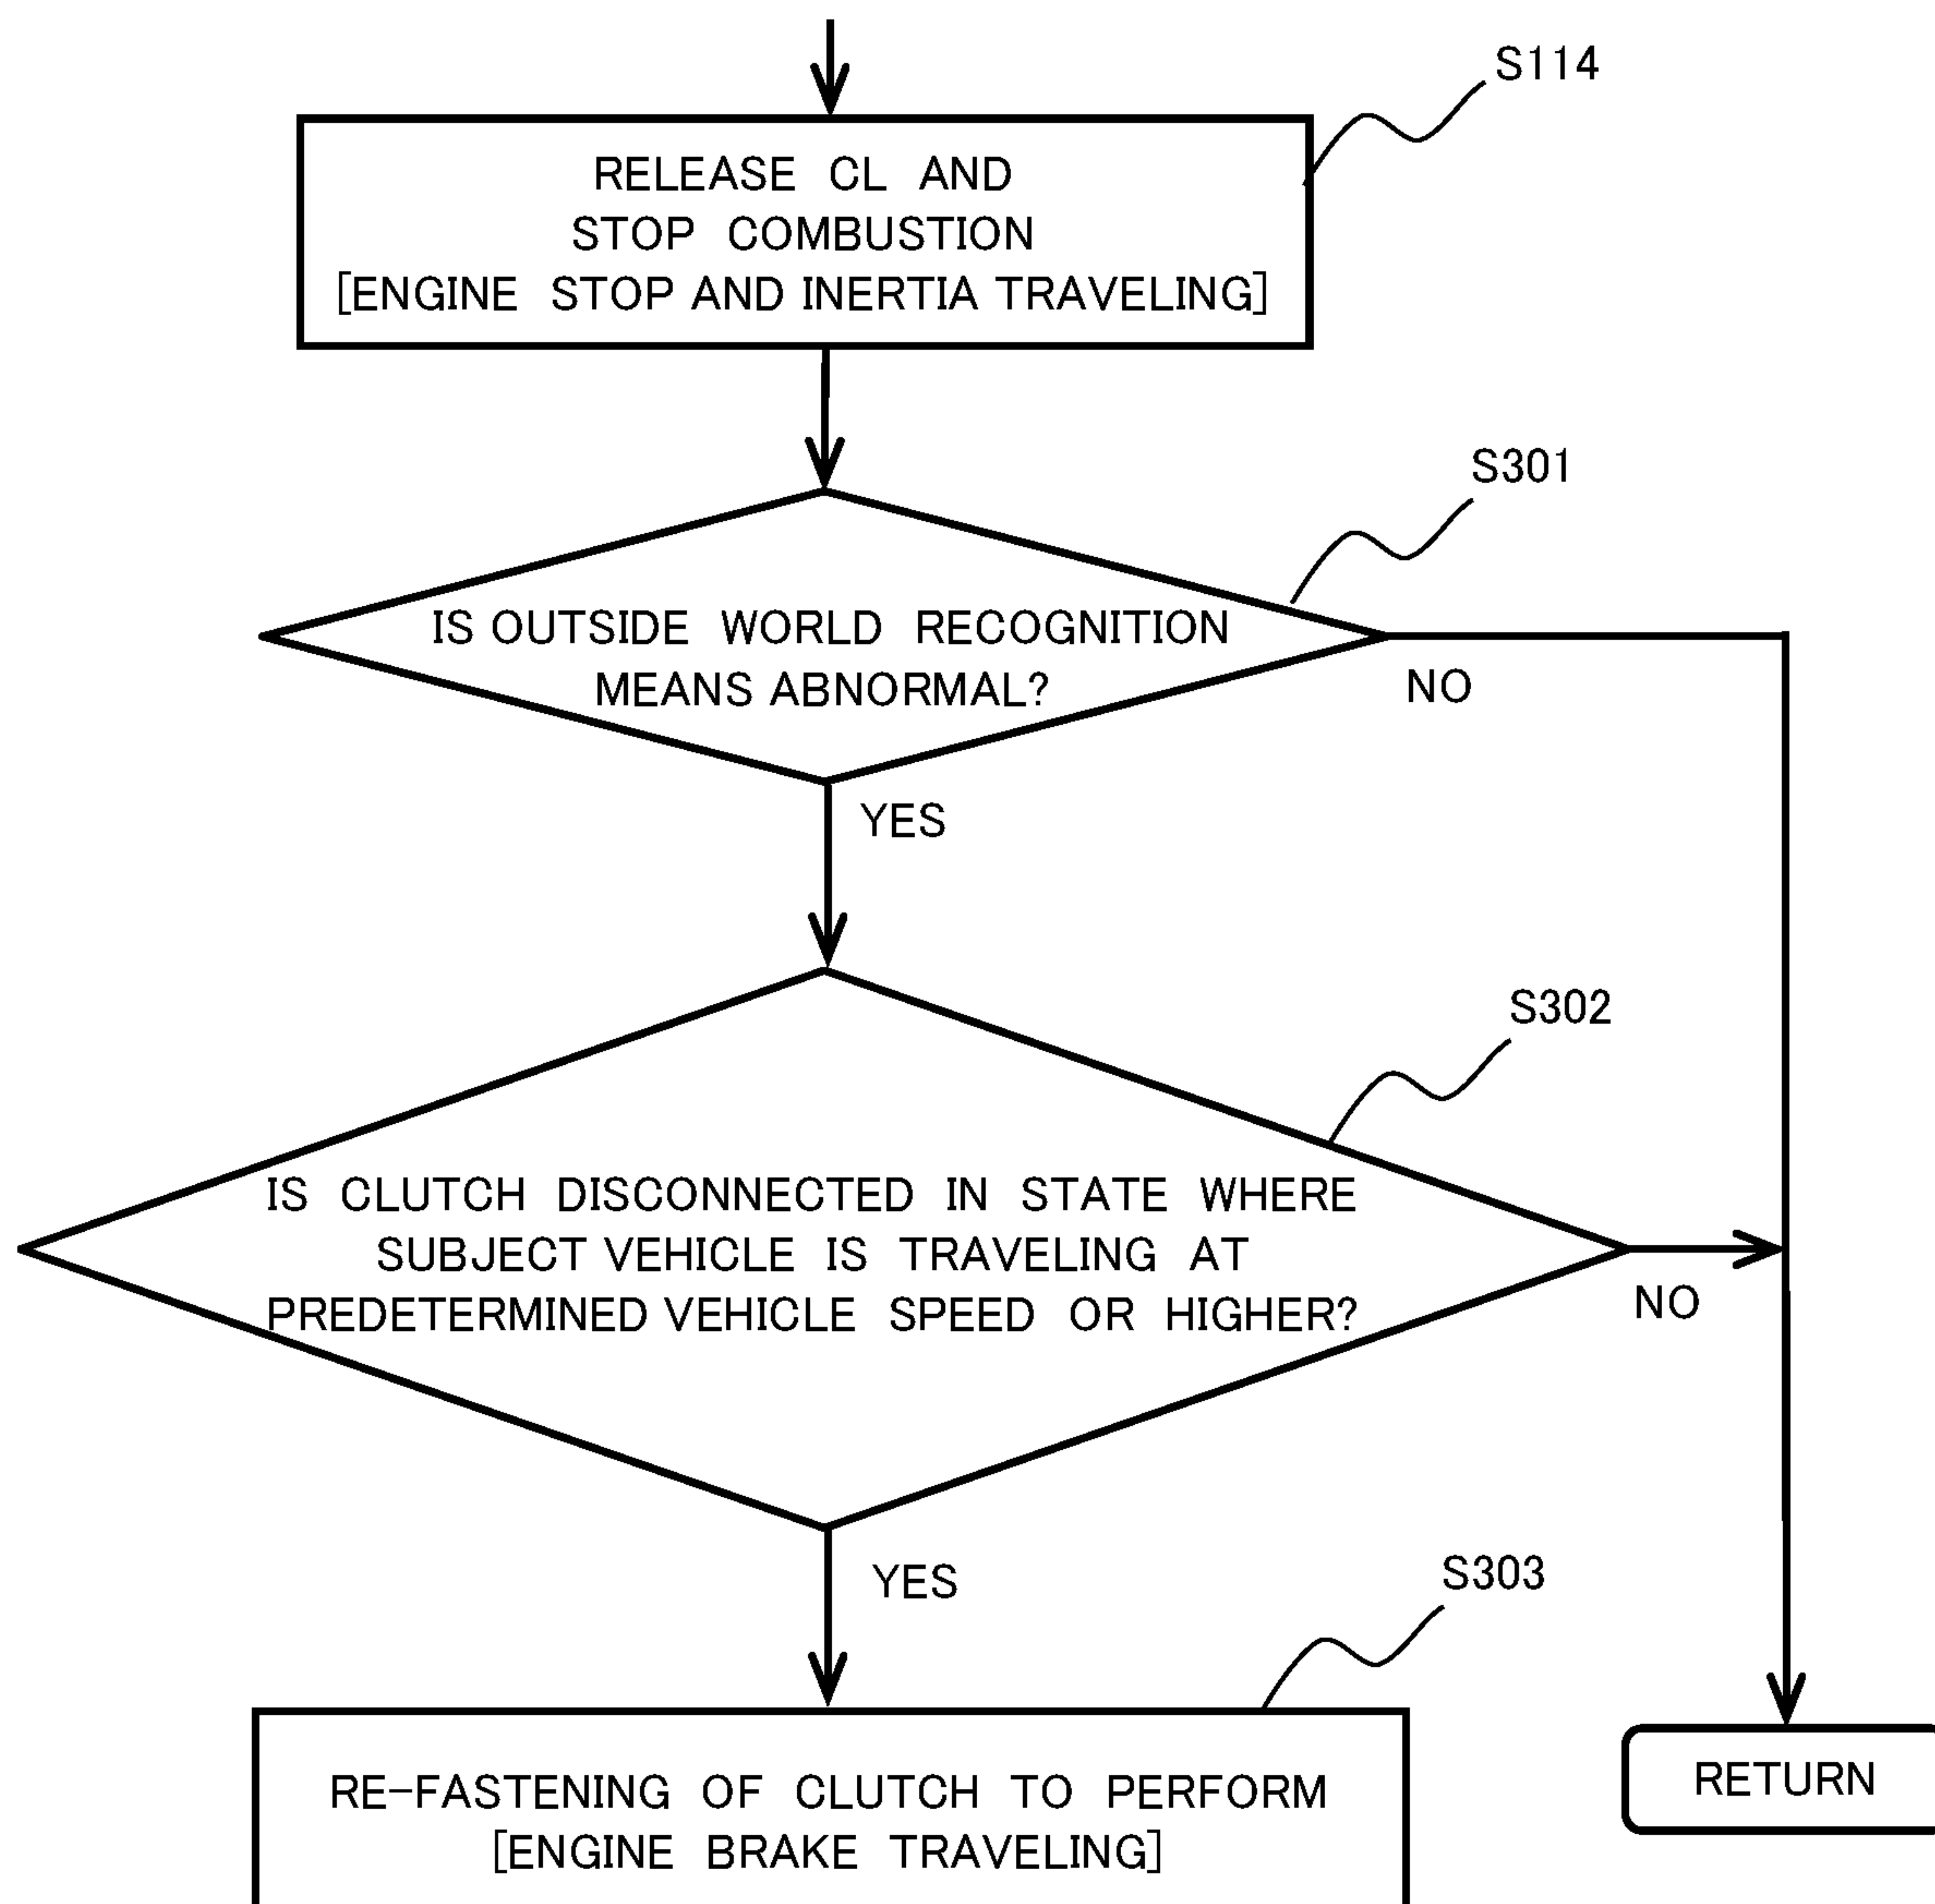 S114
RELEASE CL AND
STOP COMBUSTION
[ENGINE STOP AND INERTIA TRAVELING]
S301
IS OUTSIDE WORLD RECOGNITION
MEANS ABNORMAL?
NO
YES
S302
IS CLUTCH DISCONNECTED IN STATE WHERE
SUBJECT VEHICLE IS TRAVELING AT
PREDETERMINED VEHICLE SPEED OR HIGHER?
NO
YES
S303
RE-FASTENING OF CLUTCH TO PERFORM
[ENGINE BRAKE TRAVELING]
RETURN